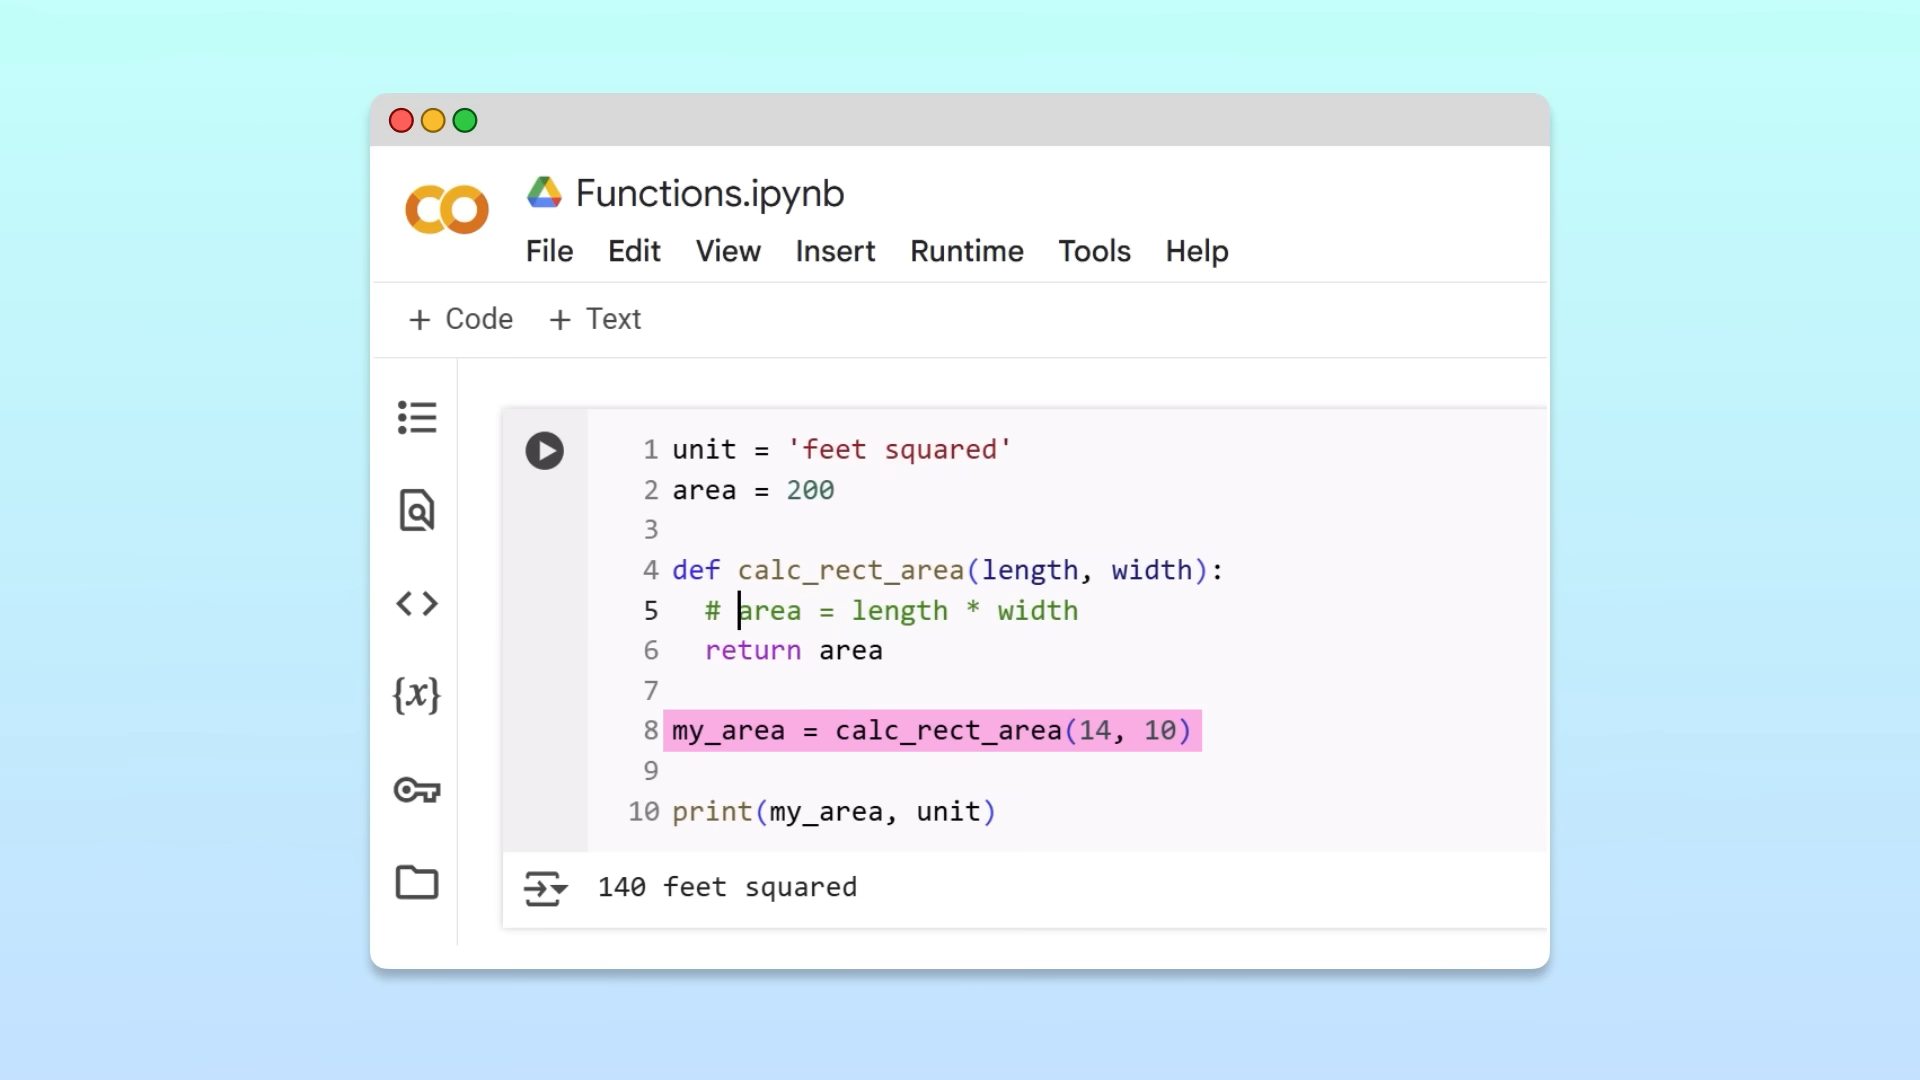 Functions.ipynb
File Edit View Insert Runtime Tools Help
+ Code + Text
1 unit = 'feet squared'
2 area = 200
3
4 def calc_rect_area(length, width):
5 # area = length * width
6 return area
7
8 my_area = calc_rect_area(14, 10)
9
10 print(my_area, unit)
{x}
140 feet squared